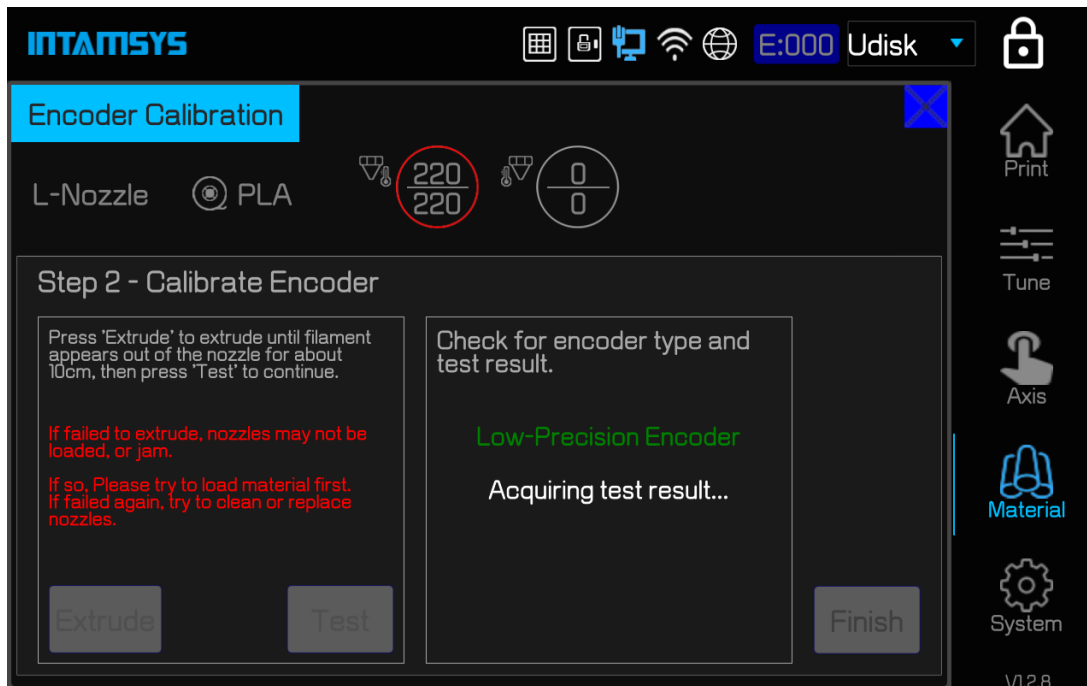 INTAMSYS
E:000 Udisk
Encoder Calibration
L-Nozzle PLA 220 0
220 0
Step 2 - Calibrate Encoder
Press 'Extrude' to extrude until filament
appears out of the nozzle for about
10cm, then press 'Test' to continue.
If failed to extrude, nozzles may not be
loaded, or jam.
If so, Please try to load material first.
If failed again, try to clean or replace
nozzles.
Extrude Test
Check for encoder type and
test result.
Low-Precision Encoder
Acquiring test result...
Finish
Print
Tune
Axis
Material
System
V1.2.8